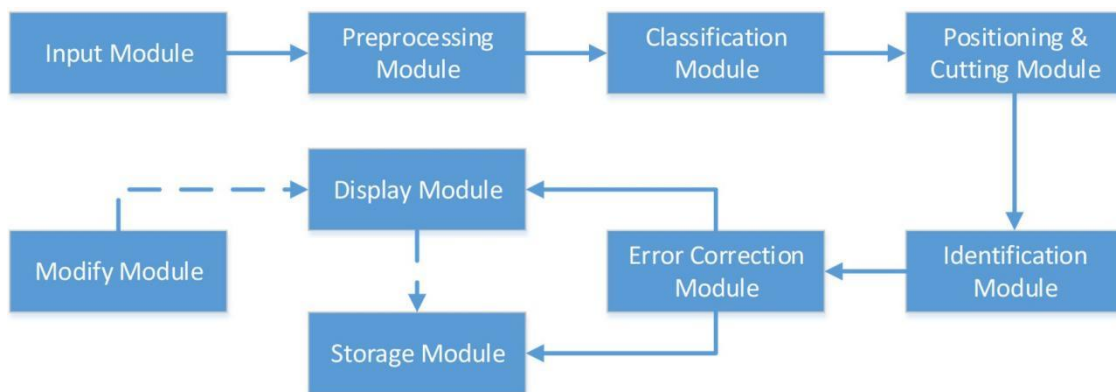 Input Module
Preprocessing
Module
Classification
Module
Positioning &
Cutting Module
Display Module
Modify Module
Error Correction
Module
Identification
Module
Storage Module